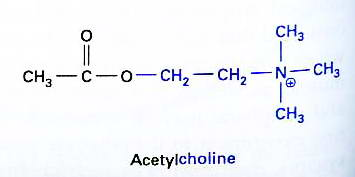 O
CH₃
CH₃—C—O—CH₂—CH₂—N⊕—CH₃
CH₃
Acetylcholine